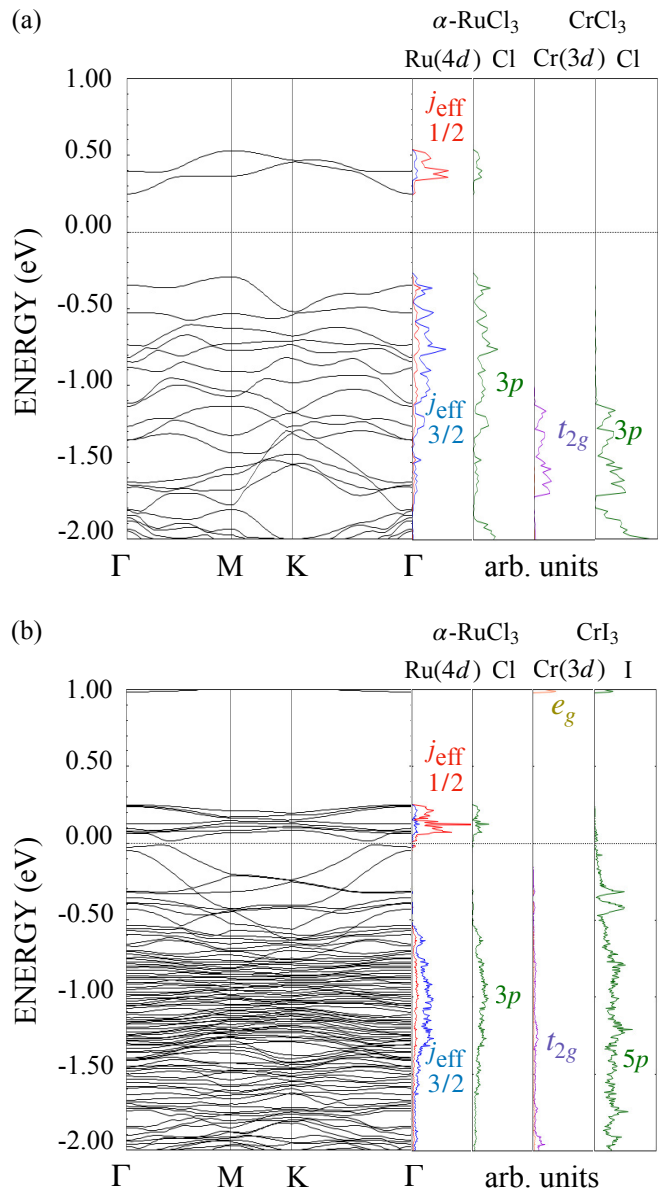 (a)
α-RuCl3 CrCl3
Ru(4d) Cl Cr(3d) Cl
1.00
0.50
0.00
-0.50
-1.00
-1.50
-2.00
ENERGY (eV)
jeff
1/2
3p
jeff
3/2
t2g
3p
Γ M K Γ arb. units
(b)
α-RuCl3 CrI3
Ru(4d) Cl Cr(3d) I
1.00
0.50
0.00
-0.50
-1.00
-1.50
-2.00
ENERGY (eV)
eg
jeff
1/2
3p
jeff
3/2
t2g
5p
Γ M K Γ arb. units